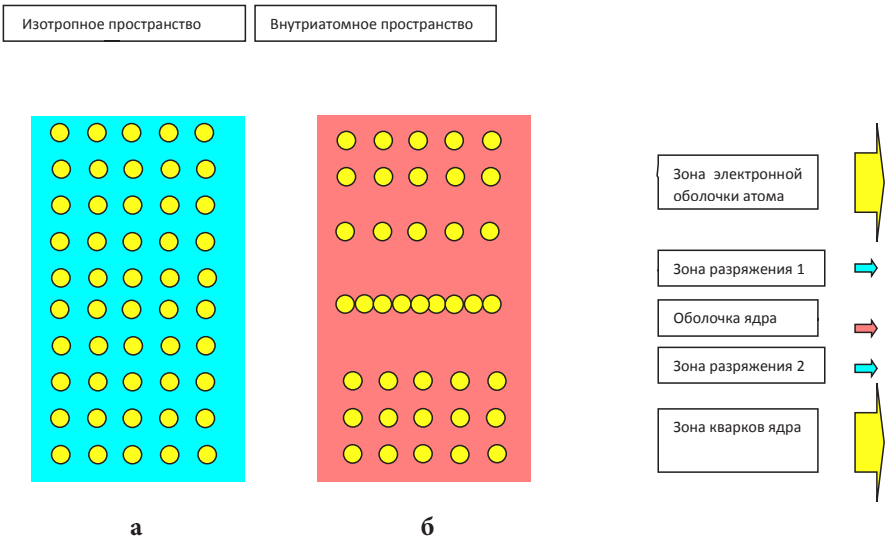 Изотропное пространство
Внутриатомное пространство
Зона электронной
оболочки атома
Зона разряжения 1
Оболочка ядра
Зона разряжения 2
Зона кварков ядра
а
б